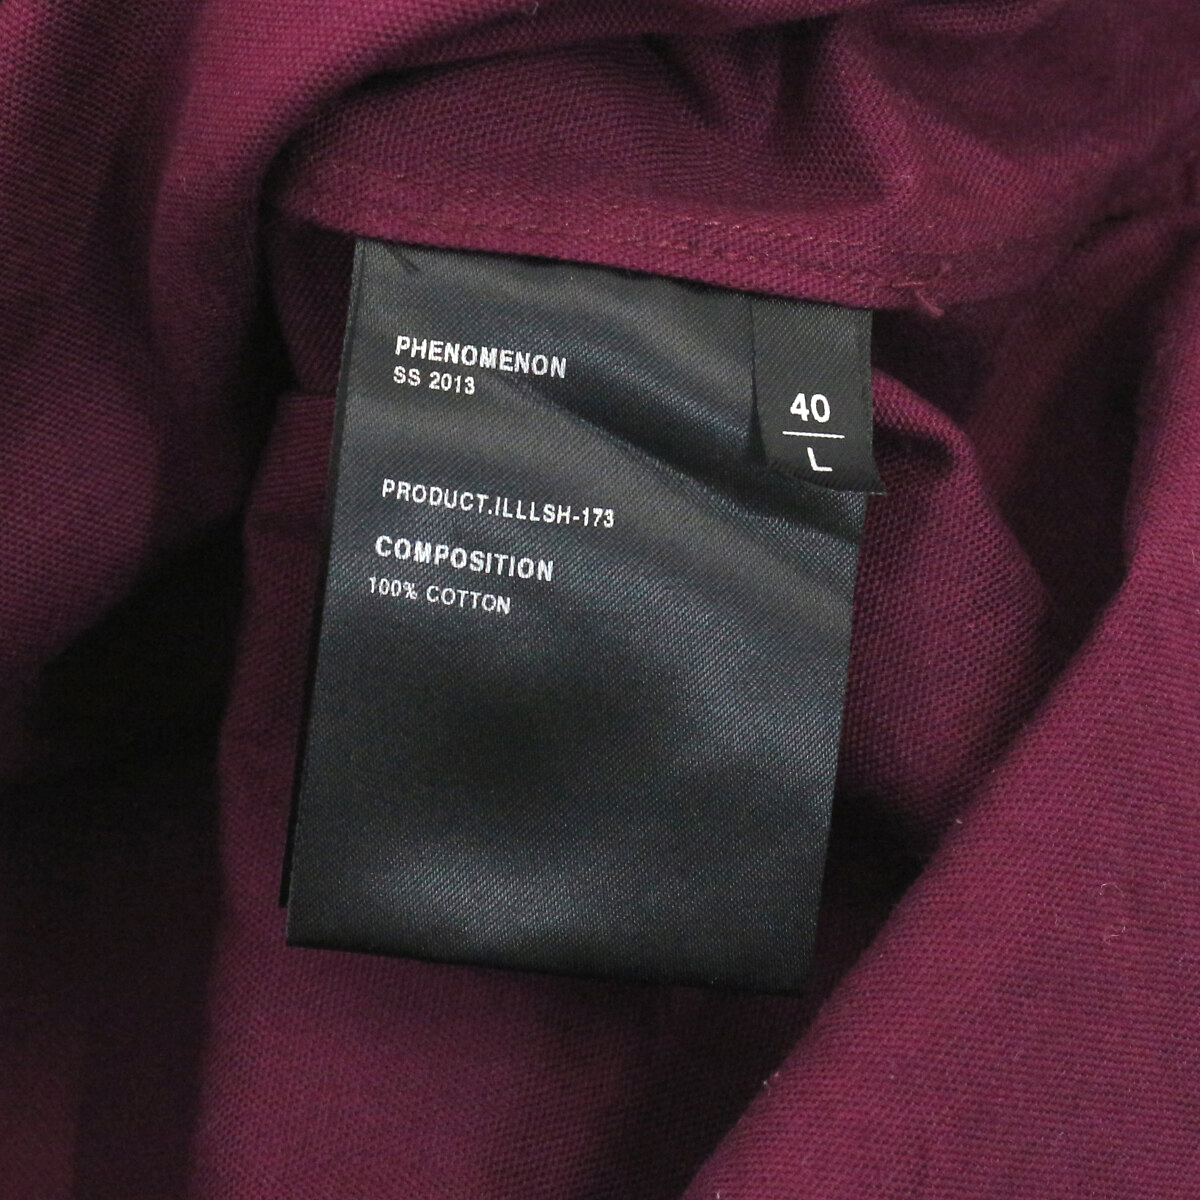 PHENOMENON
SS 2013
40
L
PRODUCT.ILLLSH-173
COMPOSITION
100% COTTON